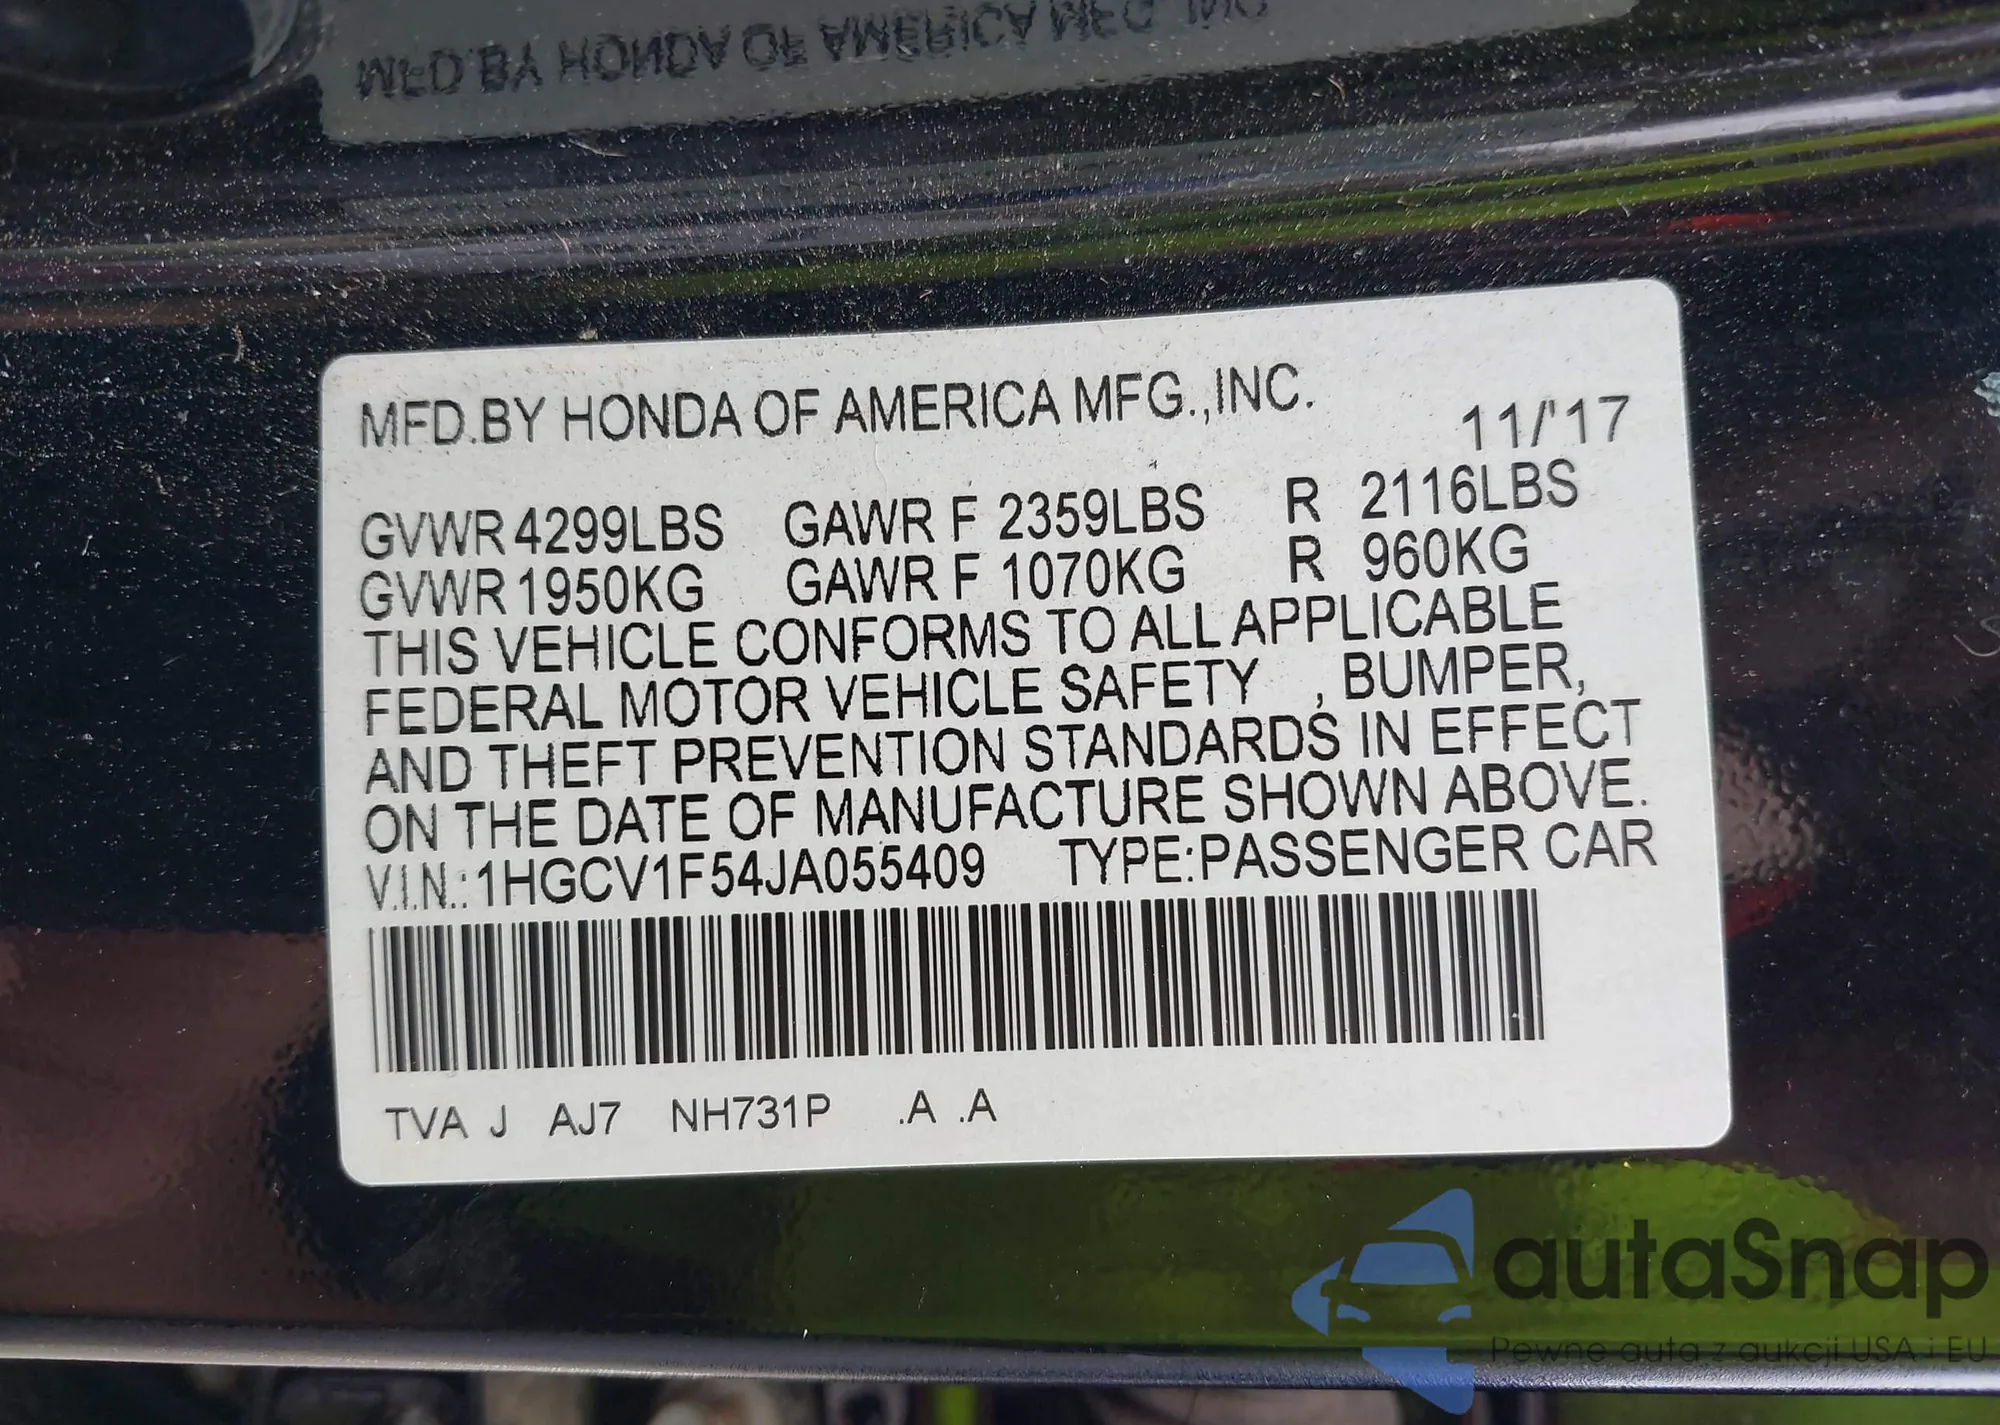 MFD.BY HONDA OF AMERICA MFG.,INC.
MFD.BY HONDA OF AMERICA MFG.,INC.
11/'17
GVWR 4299LBS GAWR F 2359LBS R 2116LBS
GVWR 1950KG GAWR F 1070KG R 960KG
THIS VEHICLE CONFORMS TO ALL APPLICABLE
FEDERAL MOTOR VEHICLE SAFETY , BUMPER,
AND THEFT PREVENTION STANDARDS IN EFFECT
ON THE DATE OF MANUFACTURE SHOWN ABOVE.
V.I.N.:1HGCV1F54JA055409 TYPE:PASSENGER CAR
TVA J AJ7 NH731P .A .A
autaSnap
Pewne auta z aukcji USA i EU